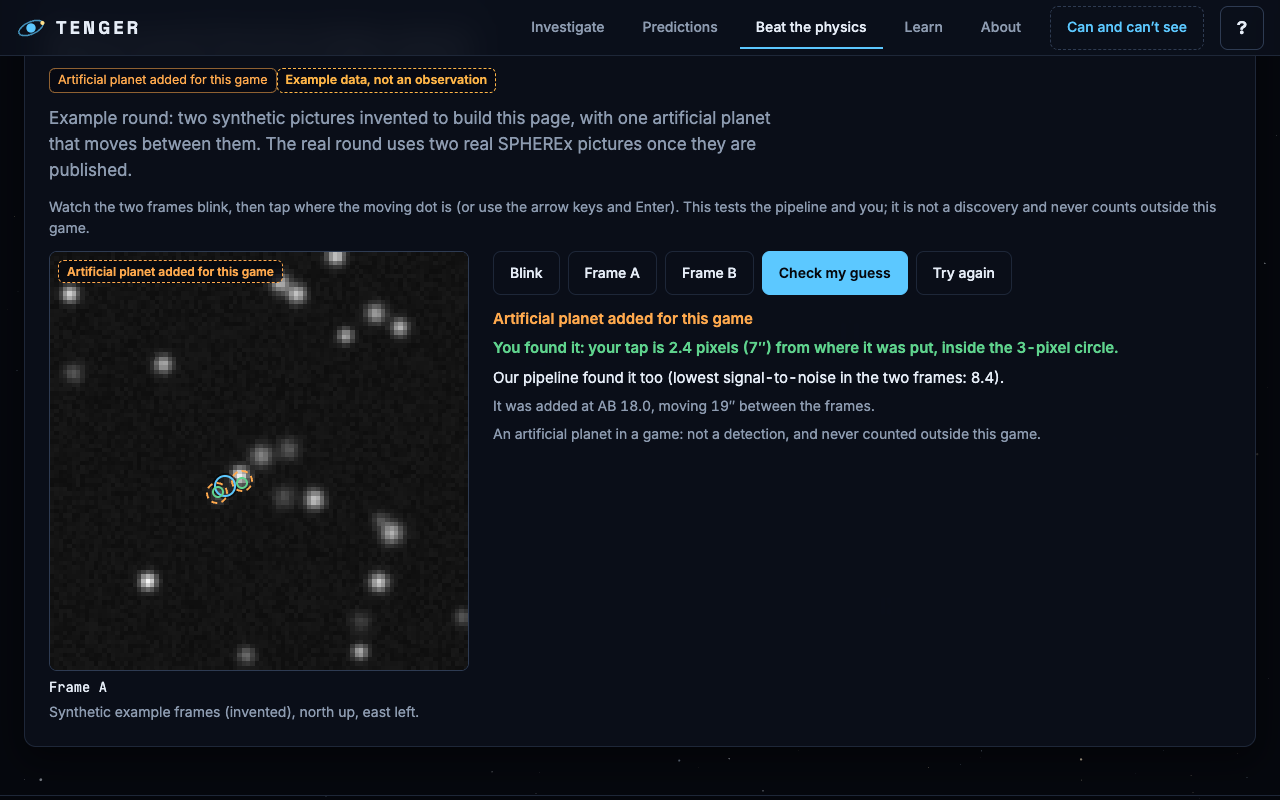 TENGER
Investigate
Predictions
Beat the physics
Learn
About
Can and can't see
?
Artificial planet added for this game
Example data, not an observation
Example round: two synthetic pictures invented to build this page, with one artificial planet
that moves between them. The real round uses two real SPHEREx pictures once they are
published.
Watch the two frames blink, then tap where the moving dot is (or use the arrow keys and Enter). This tests the pipeline and you; it is not a discovery and never counts outside this
game.
Artificial planet added for this game
Blink
Frame A
Frame B
Check my guess
Try again
Artificial planet added for this game
You found it: your tap is 2.4 pixels (7″) from where it was put, inside the 3-pixel circle.
Our pipeline found it too (lowest signal-to-noise in the two frames: 8.4).
It was added at AB 18.0, moving 19″ between the frames.
An artificial planet in a game: not a detection, and never counted outside this game.
Frame A
Synthetic example frames (invented), north up, east left.